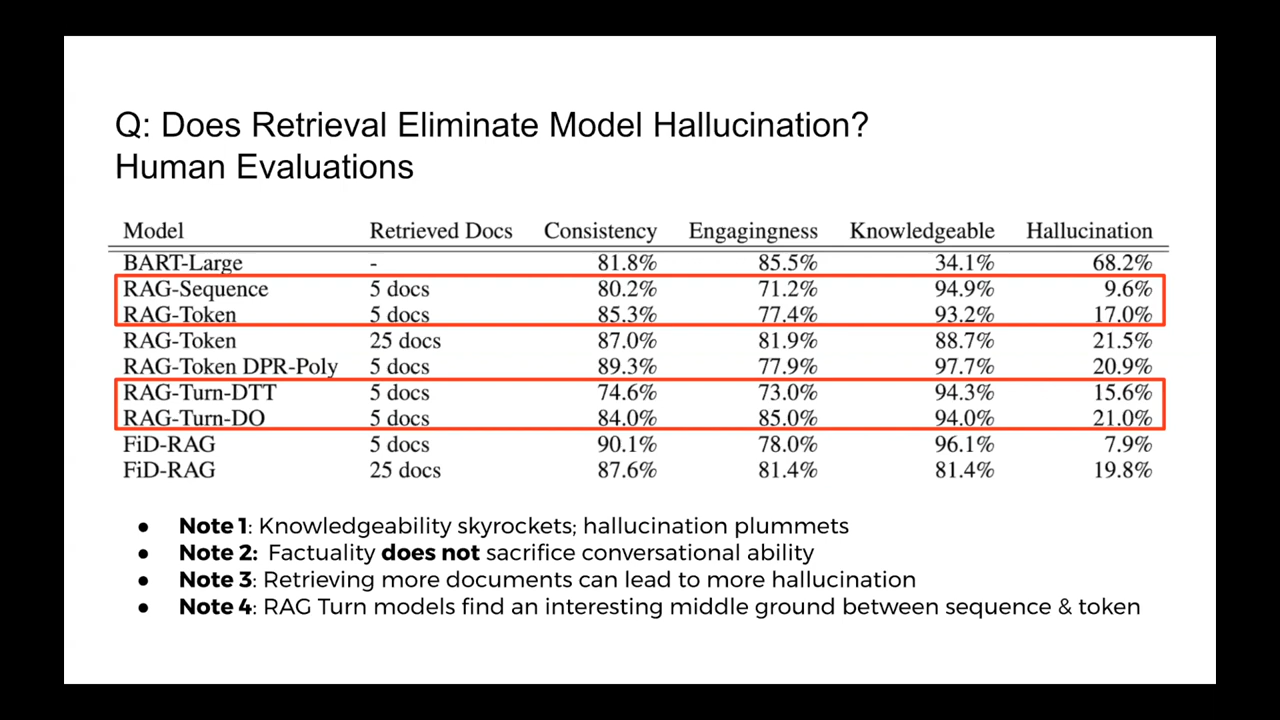 Q: Does Retrieval Eliminate Model Hallucination?
Human Evaluations
Model Retrieved Docs Consistency Engagingness Knowledgeable Hallucination
BART-Large - 81.8% 85.5% 34.1% 68.2%
RAG-Sequence 5 docs 80.2% 71.2% 94.9% 9.6%
RAG-Token 5 docs 85.3% 77.4% 93.2% 17.0%
RAG-Token 25 docs 87.0% 81.9% 88.7% 21.5%
RAG-Token DPR-Poly 5 docs 89.3% 77.9% 97.7% 20.9%
RAG-Turn-DTT 5 docs 74.6% 73.0% 94.3% 15.6%
RAG-Turn-DO 5 docs 84.0% 85.0% 94.0% 21.0%
FiD-RAG 5 docs 90.1% 78.0% 96.1% 7.9%
FiD-RAG 25 docs 87.6% 81.4% 81.4% 19.8%
● Note 1: Knowledgeability skyrockets; hallucination plummets
● Note 2: Factuality does not sacrifice conversational ability
● Note 3: Retrieving more documents can lead to more hallucination
● Note 4: RAG Turn models find an interesting middle ground between sequence & token